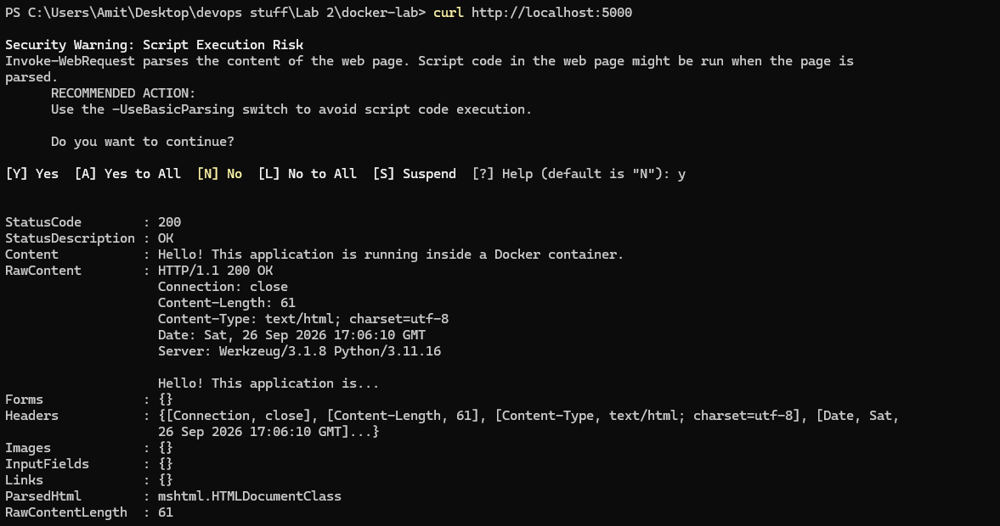 PS C:\Users\Amit\Desktop\devops stuff\Lab 2\docker-lab> curl http://localhost:5000
Security Warning: Script Execution Risk
Invoke-WebRequest parses the content of the web page. Script code in the web page might be run when the page is
parsed.
RECOMMENDED ACTION:
Use the -UseBasicParsing switch to avoid script code execution.
Do you want to continue?
[Y] Yes  [A] Yes to All  [N] No  [L] No to All  [S] Suspend  [?] Help (default is "N"): y
StatusCode        : 200
StatusDescription : OK
Content           : Hello! This application is running inside a Docker container.
RawContent        : HTTP/1.1 200 OK
Connection: close
Content-Length: 61
Content-Type: text/html; charset=utf-8
Date: Sat, 26 Sep 2026 17:06:10 GMT
Server: Werkzeug/3.1.8 Python/3.11.16
Hello! This application is...
Forms             : {}
Headers           : {[Connection, close], [Content-Length, 61], [Content-Type, text/html; charset=utf-8], [Date, Sat,
26 Sep 2026 17:06:10 GMT]...}
Images            : {}
InputFields       : {}
Links             : {}
ParsedHtml        : mshtml.HTMLDocumentClass
RawContentLength  : 61